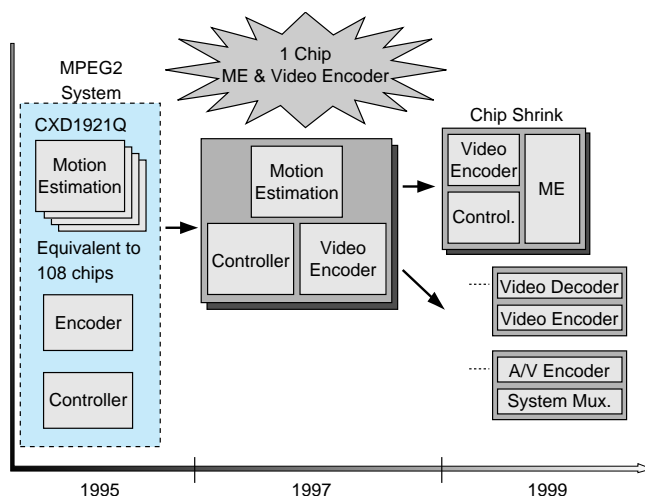 1 Chip
ME & Video Encoder
MPEG2
System
CXD1921Q
Motion
Estimation
Equivalent to
108 chips
Encoder
Controller
Motion
Estimation
Controller
Video
Encoder
Chip Shrink
Video
Encoder
Control.
ME
Video Decoder
Video Encoder
A/V Encoder
System Mux.
1995
1997
1999